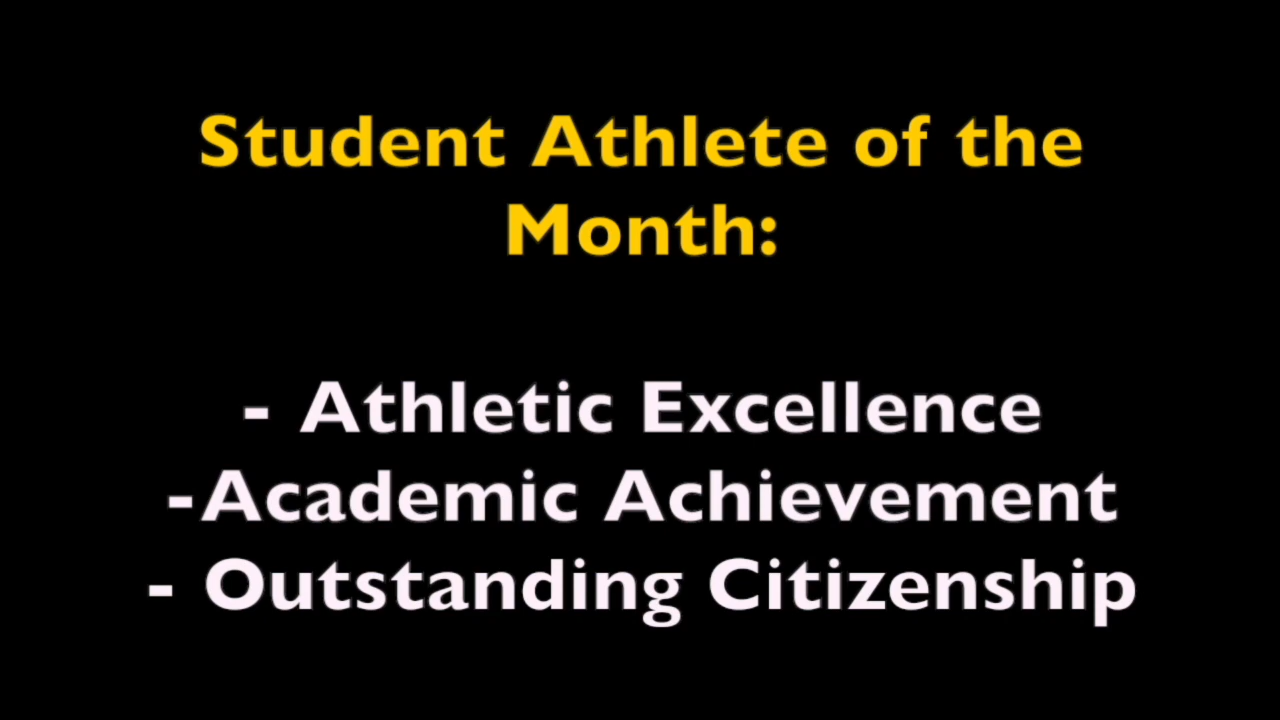 Student Athlete of the
Month:
- Athletic Excellence
-Academic Achievement
- Outstanding Citizenship